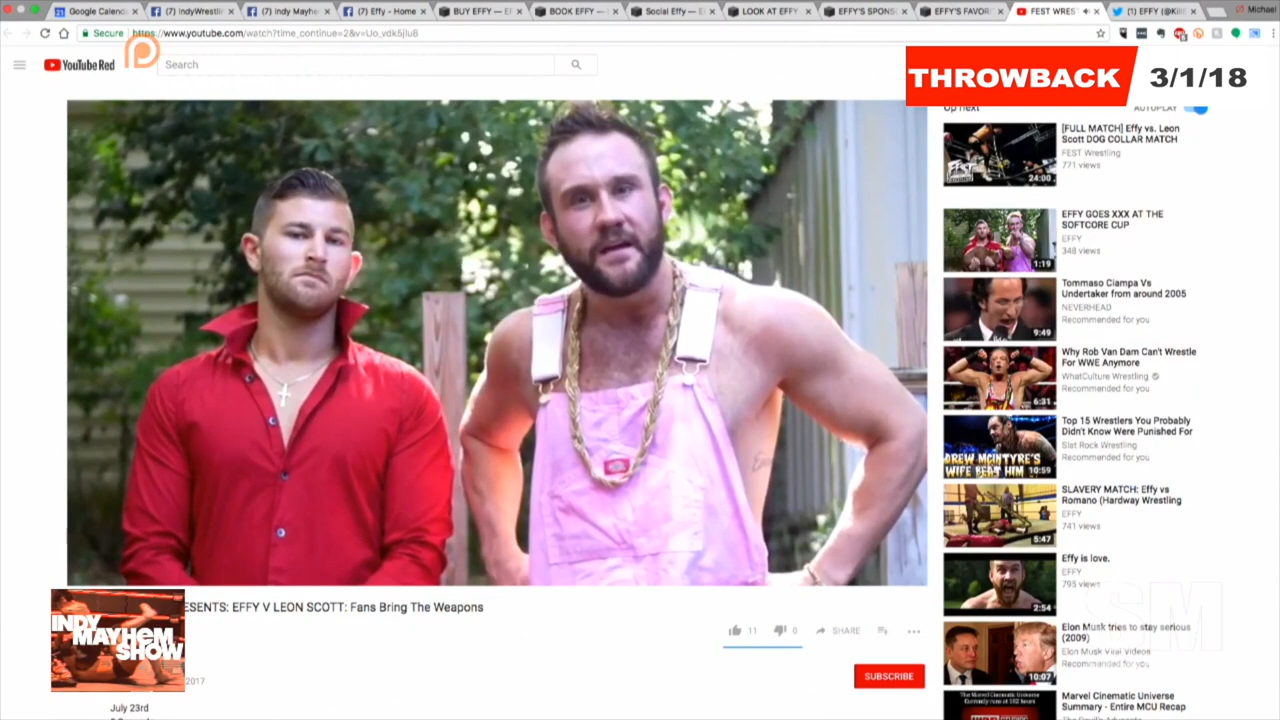 Google Calenda
(7) IndyWrestlin
(7) Indy Mayhe
(7) Effy - Home
BUY EFFY — E
BOOK EFFY —
Social Effy — E
LOOK AT EFFY
EFFY'S SPONS
EFFY'S FAVOR
FEST WRES
(1) EFFY (@Kill
Michael
Secure
https://www.youtube.com/watch?time_continue=2&v=Uo_vdk5jlu8
YouTube Red
Search
THROWBACK
3/1/18
Up next
AUTOPLAY
[FULL MATCH] Effy vs. Leon
Scott DOG COLLAR MATCH
FEST Wrestling
771 views
24:00
EFFY GOES XXX AT THE
SOFTCORE CUP
EFFY
348 views
1:19
Tommaso Ciampa Vs
Undertaker from around 2005
NEVERHEAD
Recommended for you
9:49
Why Rob Van Dam Can't Wrestle
For WWE Anymore
WhatCulture Wrestling
Recommended for you
6:31
Top 15 Wrestlers You Probably
Didn't Know Were Punished For
Slat Rock Wrestling
Recommended for you
DREW MCINTYRE'S
WIFE BEAT HIM
10:59
SLAVERY MATCH: Effy vs
Romano (Hardway Wrestling
EFFY
741 views
5:47
Effy is love.
EFFY
795 views
2:54
Elon Musk tries to stay serious
(2009)
Elon Musk Viral Videos
Recommended for you
10:07
Marvel Cinematic Universe
Summary - Entire MCU Recap
SM
ESENTS: EFFY V LEON SCOTT: Fans Bring The Weapons
11
0
SHARE
INDY
MAYHEM
SHOW
SUBSCRIBE
2017
July 23rd